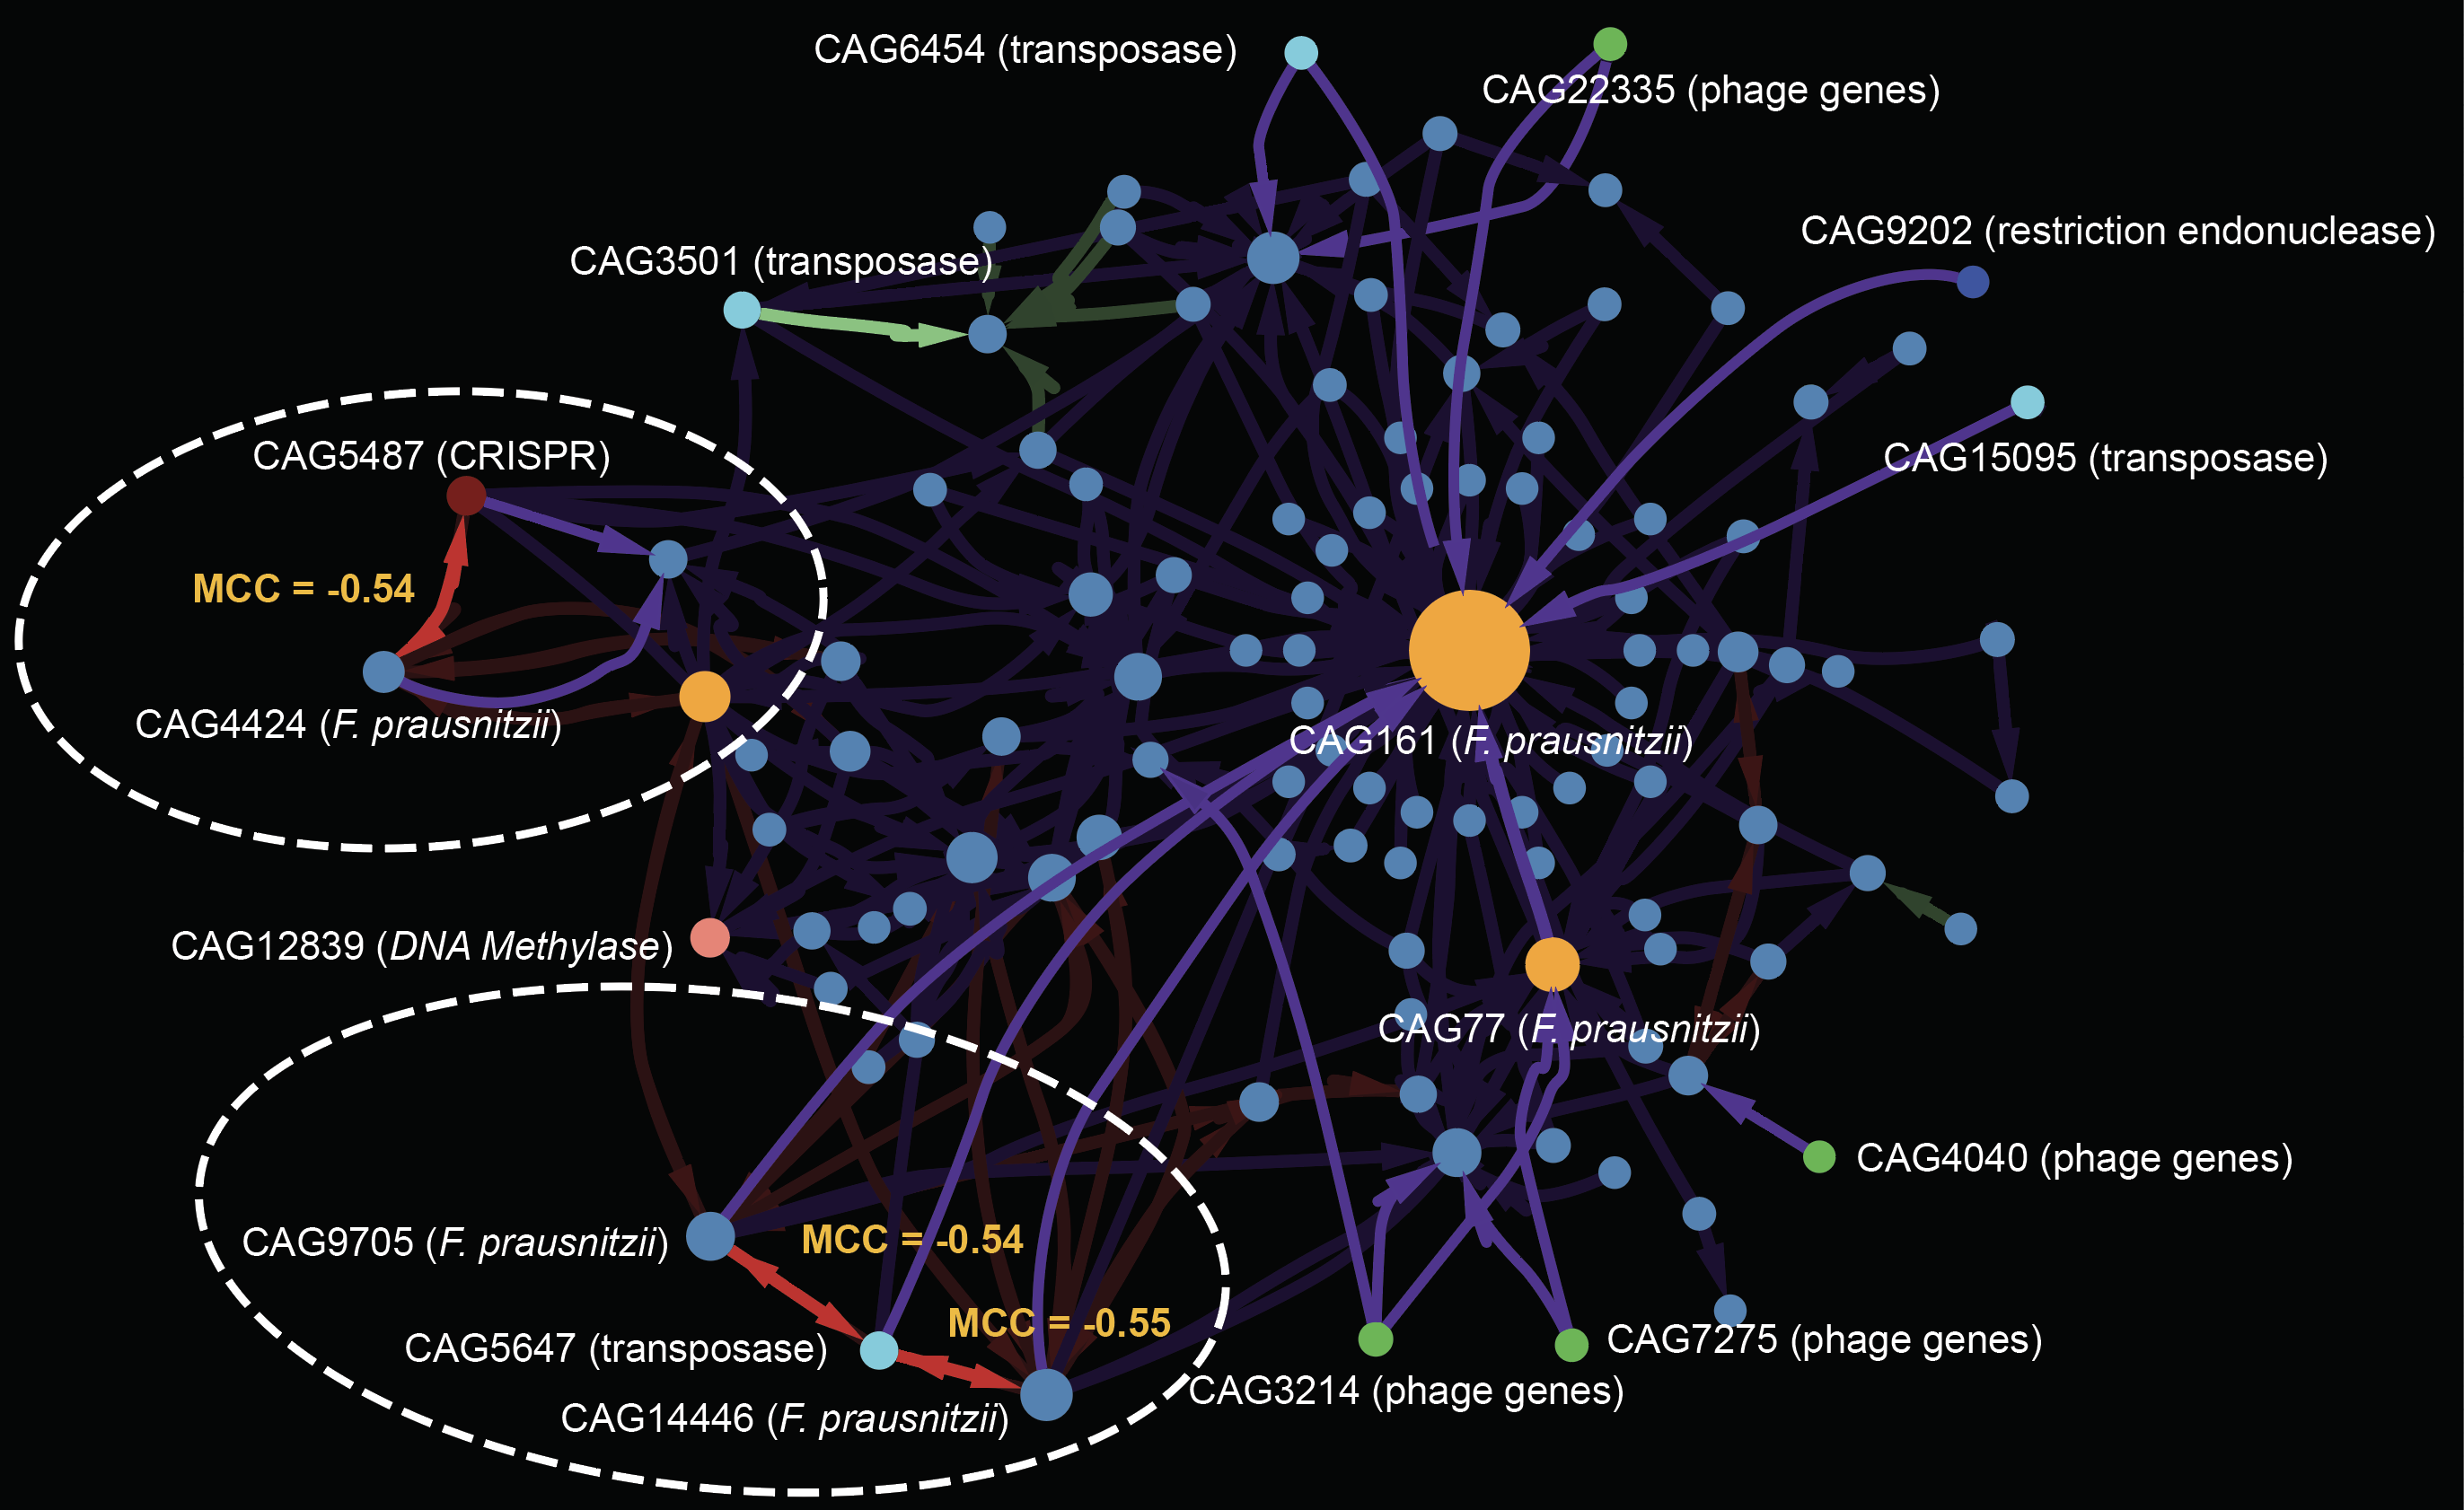 CAG6454 (transposase)
CAG22335 (phage genes)
CAG9202 (restriction endonuclease)
CAG3501 (transposase)
CAG5487 (CRISPR)
CAG15095 (transposase)
MCC = -0.54
CAG4424 (F. prausnitzii)
CAG161 (F. prausnitzii)
CAG12839 (DNA Methylase)
CAG77 (F. prausnitzii)
CAG4040 (phage genes)
CAG9705 (F. prausnitzii)
MCC = -0.54
MCC = -0.55
CAG5647 (transposase)
CAG7275 (phage genes)
CAG3214 (phage genes)
CAG14446 (F. prausnitzii)